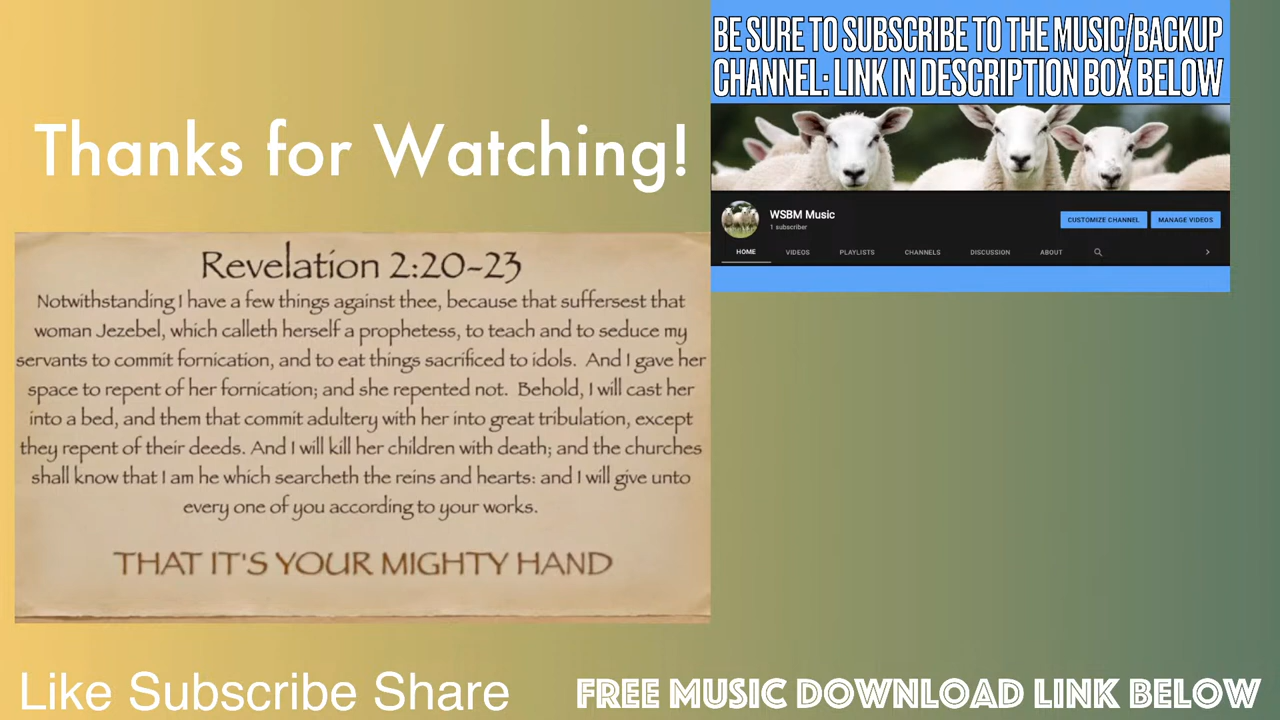 BE SURE TO SUBSCRIBE TO THE MUSIC/BACKUP
CHANNEL: LINK IN DESCRIPTION BOX BELOW
Thanks for Watching!
WSBM Music
1 subscriber
CUSTOMIZE CHANNEL
MANAGE VIDEOS
HOME VIDEOS PLAYLISTS CHANNELS DISCUSSION ABOUT
Revelation 2:20-23
Notwithstanding I have a few things against thee, because that suffersest that
woman Jezebel, which calleth herself a prophetess, to teach and to seduce my
servants to commit fornication, and to eat things sacrificed to idols. And I gave her
space to repent of her fornication; and she repented not. Behold, I will cast her
into a bed, and them that commit adultery with her into great tribulation, except
they repent of their deeds. And I will kill her children with death; and the churches
shall know that I am he which searcheth the reins and hearts: and I will give unto
every one of you according to your works.
THAT IT'S YOUR MIGHTY HAND
Like Subscribe Share
FREE MUSIC DOWNLOAD LINK BELOW